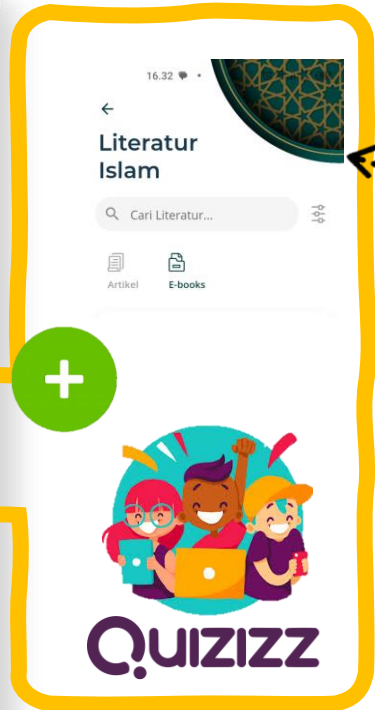 16.32
Literatur
Islam
Cari Literatur...
Artikel E-books
Quizizz